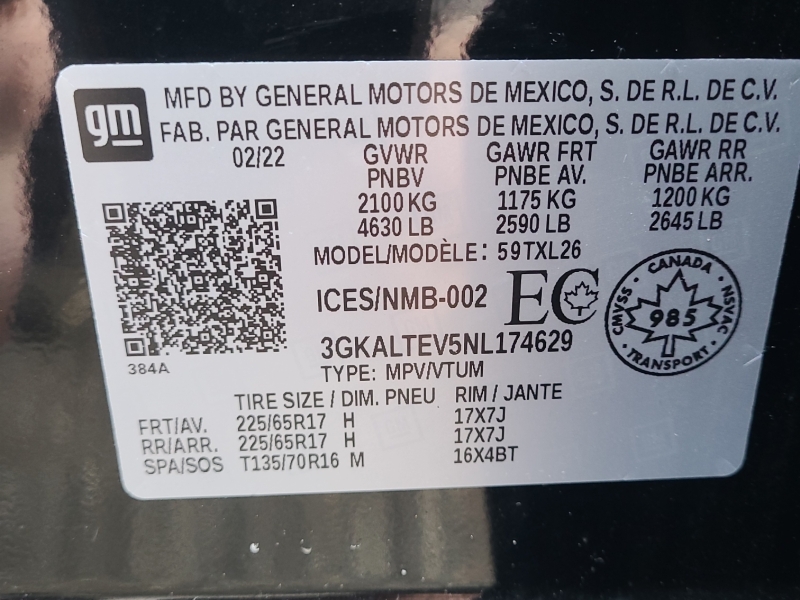 gm
MFD BY GENERAL MOTORS DE MEXICO, S. DE R.L. DE C.V.
FAB. PAR GENERAL MOTORS DE MEXICO, S. DE R.L. DE C.V.
02/22 GVWR GAWR FRT GAWR RR
PNBV PNBE AV. PNBE ARR.
2100 KG 1175 KG 1200 KG
4630 LB 2590 LB 2645 LB
MODEL/MODÈLE: 59TXL26
ICES/NMB-002 EC
CANADA
CMVSS 985 NSVAC
TRANSPORT
3GKALTEV5NL174629
384A
TYPE: MPV/VTUM
TIRE SIZE / DIM. PNEU RIM / JANTE
FRT/AV. 225/65R17 H 17X7J
RR/ARR. 225/65R17 H 17X7J
SPA/SOS T135/70R16 M 16X4BT